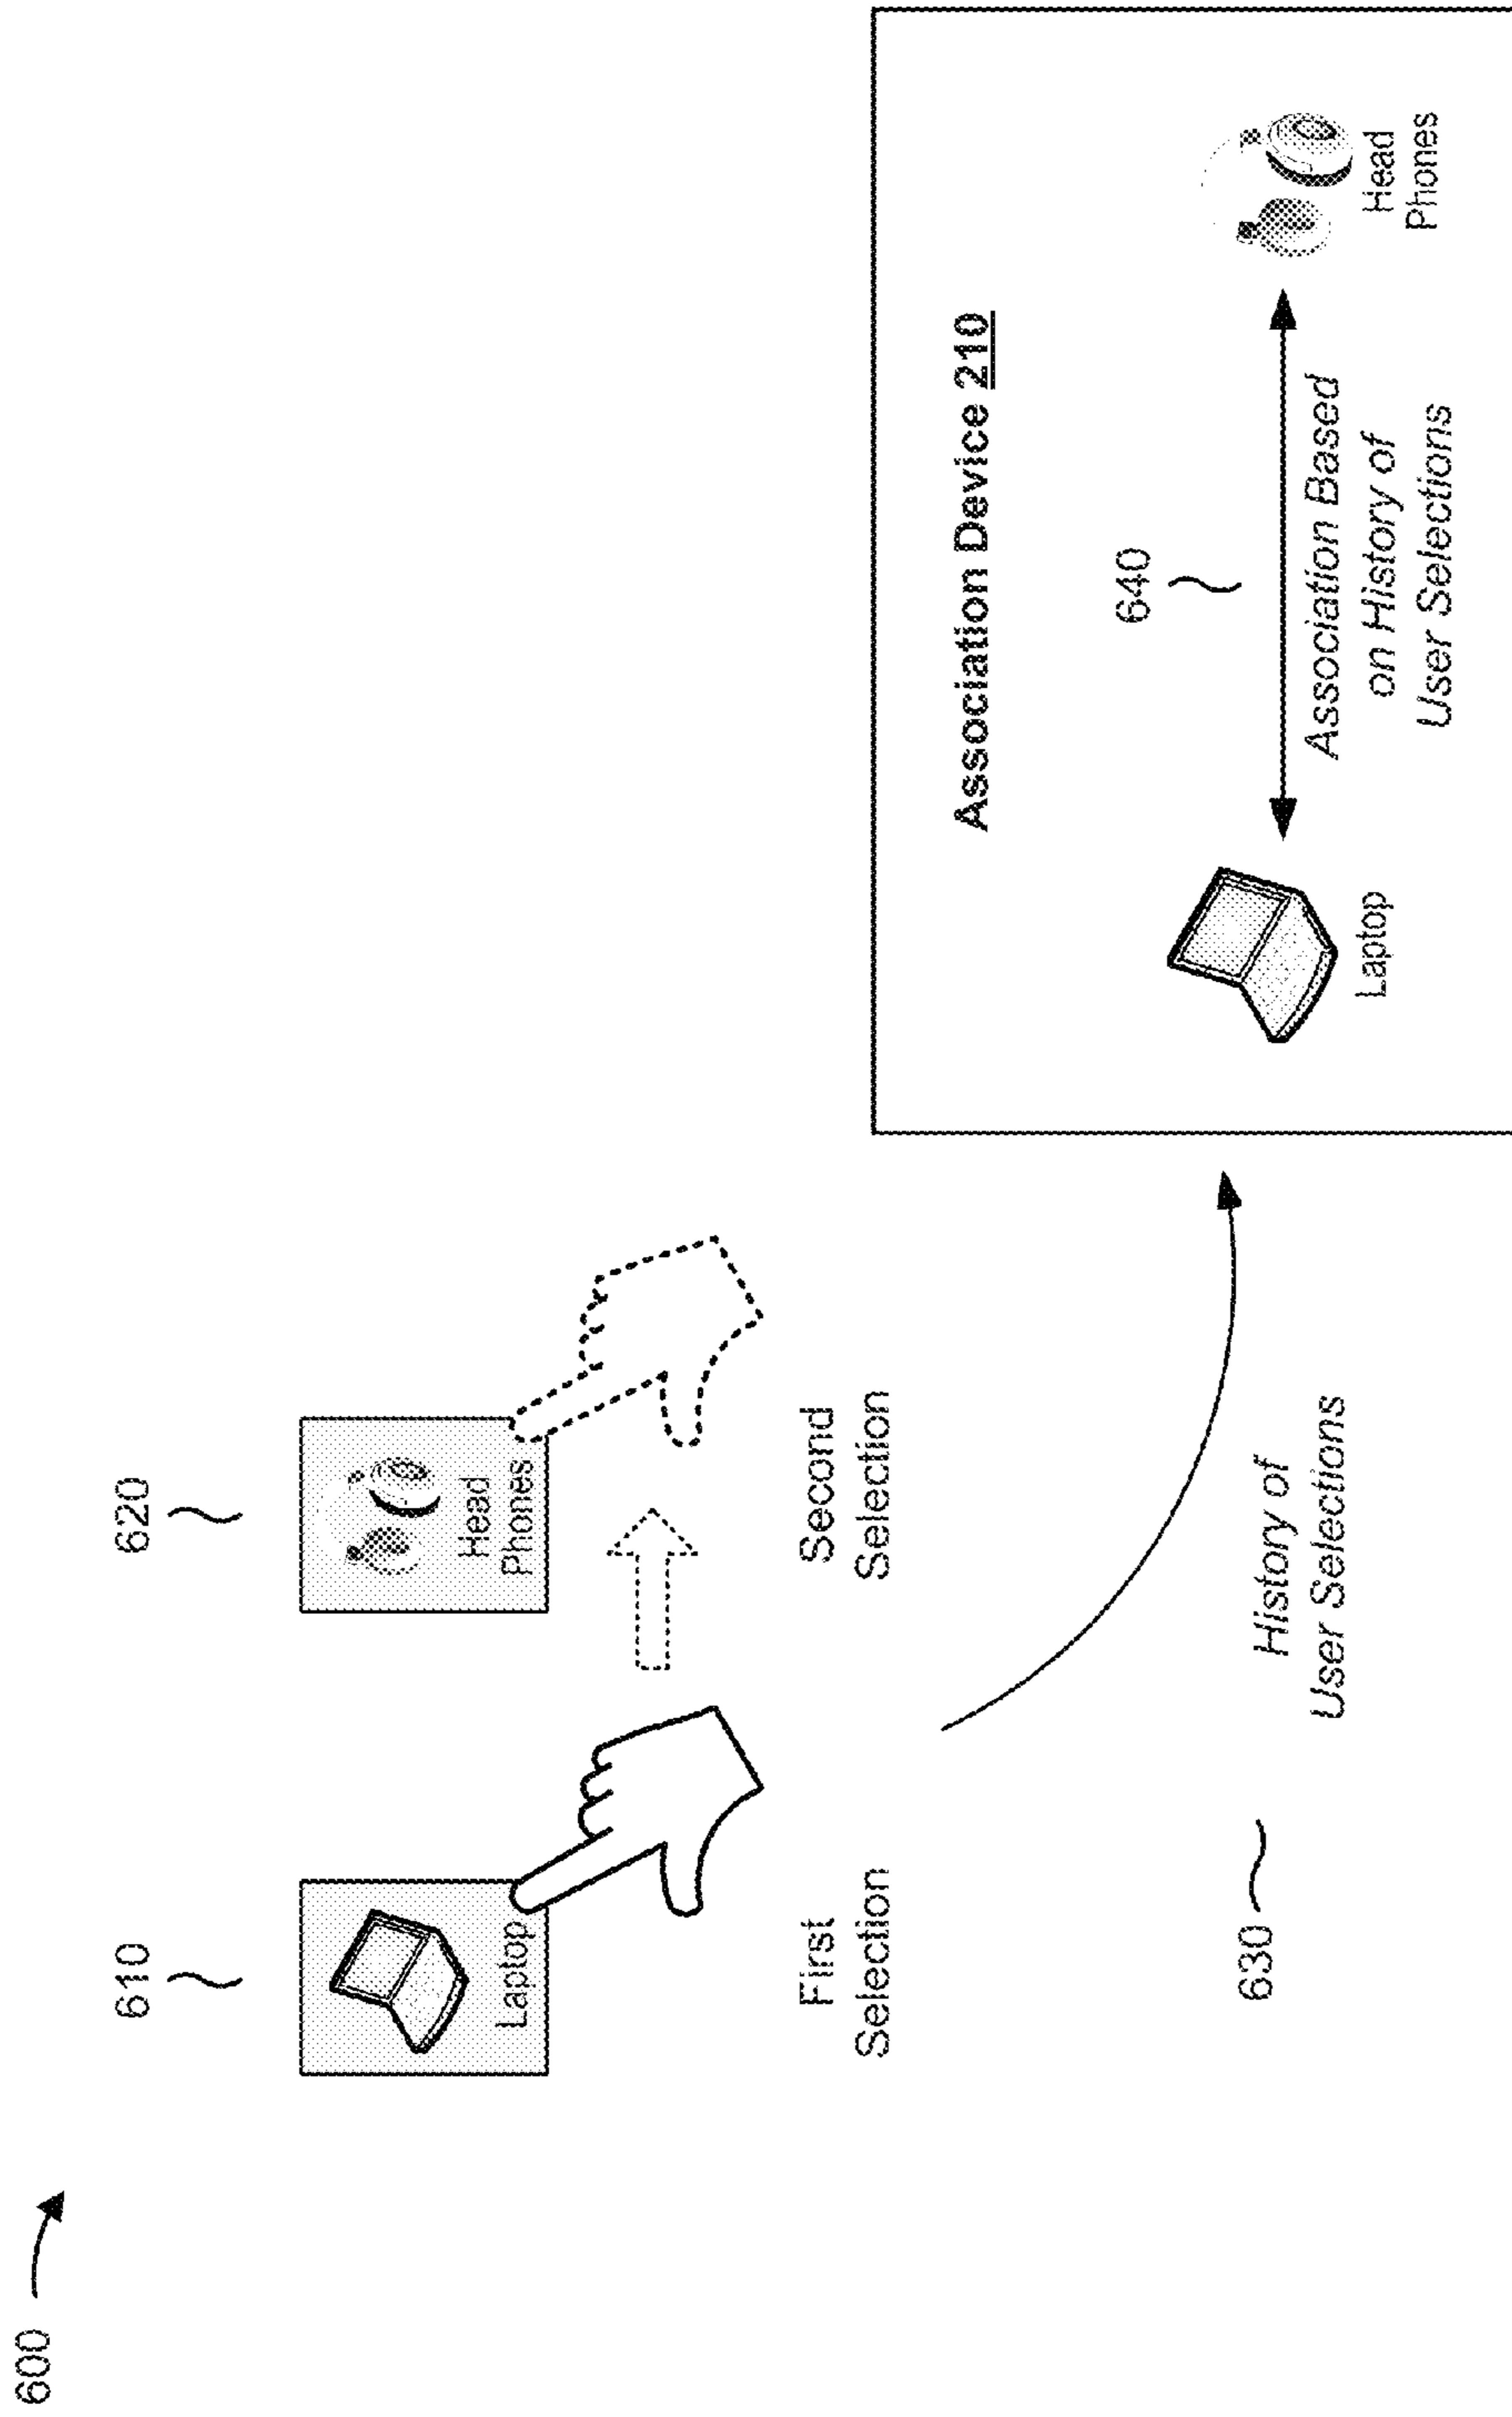 600
610
620
Laptop
Head
Phones
First
Selection
Second
Selection
630
History of
User Selections
Association Device 210
640
Laptop
Association Based
on History of
User Selections
Head
Phones